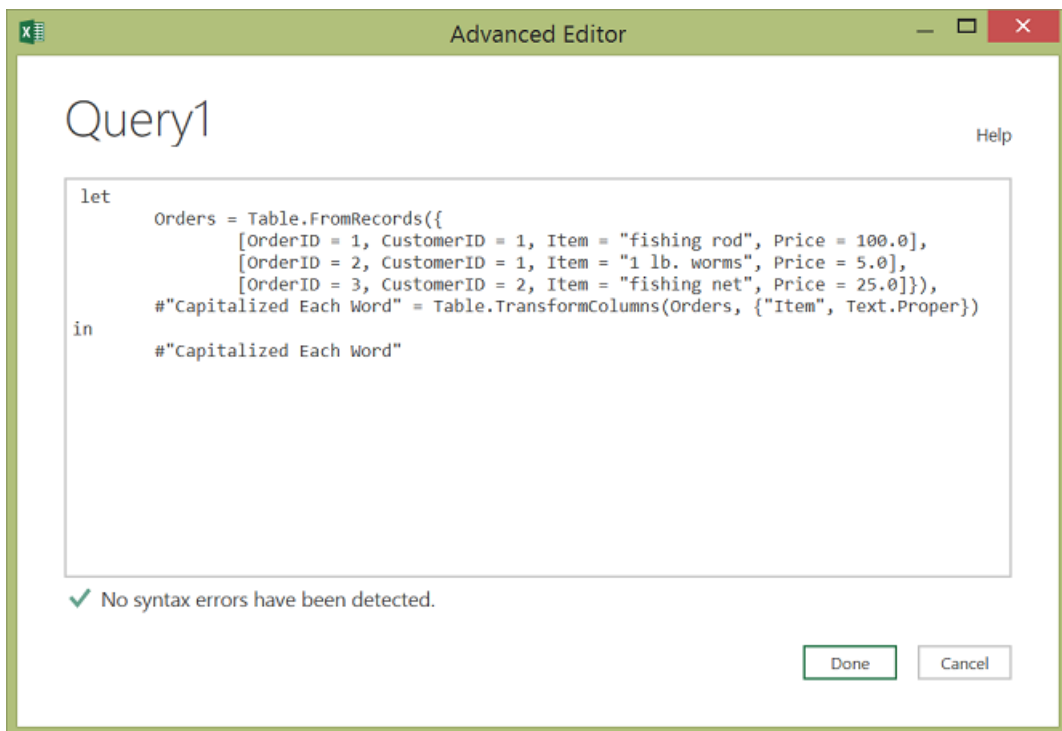 Advanced Editor
Query1
Help
let
Orders = Table.FromRecords({
[OrderID = 1, CustomerID = 1, Item = "fishing rod", Price = 100.0],
[OrderID = 2, CustomerID = 1, Item = "1 lb. worms", Price = 5.0],
[OrderID = 3, CustomerID = 2, Item = "fishing net", Price = 25.0]}),
#"Capitalized Each Word" = Table.TransformColumns(Orders, {"Item", Text.Proper})
in
#"Capitalized Each Word"
No syntax errors have been detected.
Done Cancel